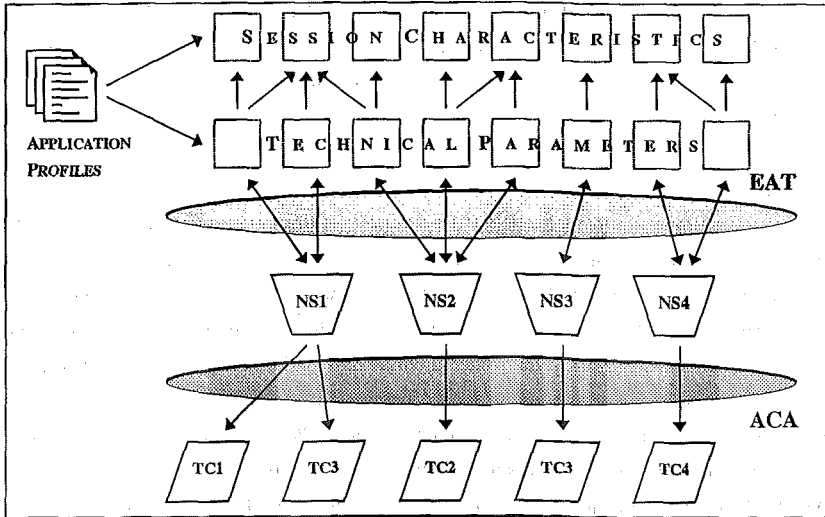 SESSION CHARACTERISTICS
APPLICATION
PROFILES
TECHNICAL PARAMETERS
EAT
NS1 NS2 NS3 NS4
ACA
TC1 TC3 TC2 TC3 TC4